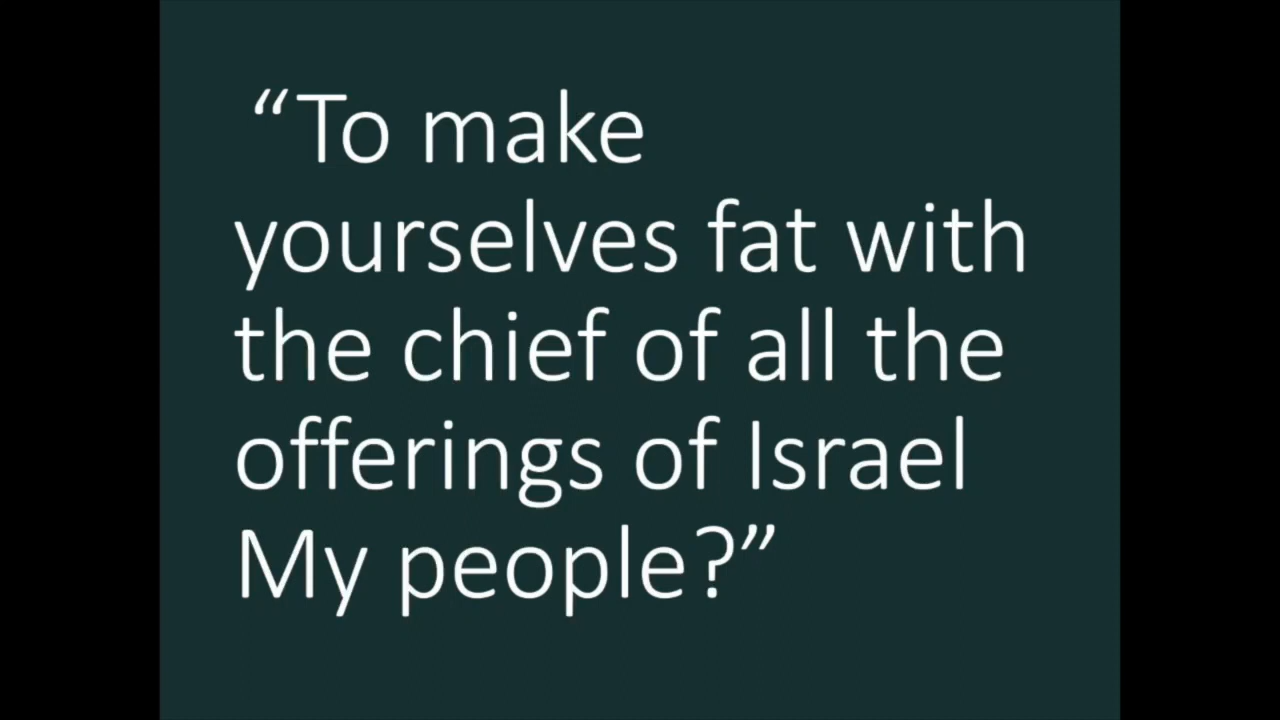 “To make
yourselves fat with
the chief of all the
offerings of Israel
My people?”